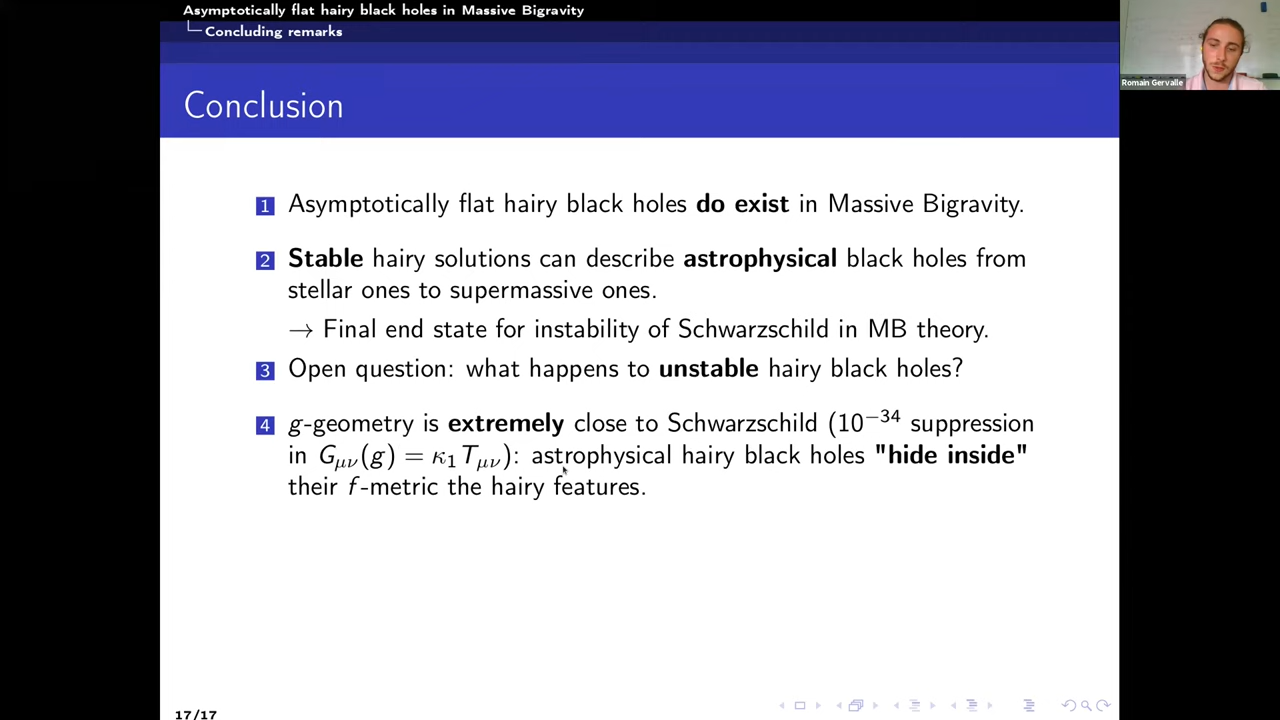 Asymptotically flat hairy black holes in Massive Bigravity
Concluding remarks
Romain Gervalle
Conclusion
1 Asymptotically flat hairy black holes do exist in Massive Bigravity.
2 Stable hairy solutions can describe astrophysical black holes from
stellar ones to supermassive ones.
→ Final end state for instability of Schwarzschild in MB theory.
3 Open question: what happens to unstable hairy black holes?
4 g-geometry is extremely close to Schwarzschild (10⁻³⁴ suppression
in Gμν(g) = κ₁Tμν): astrophysical hairy black holes "hide inside"
their f-metric the hairy features.
17/17